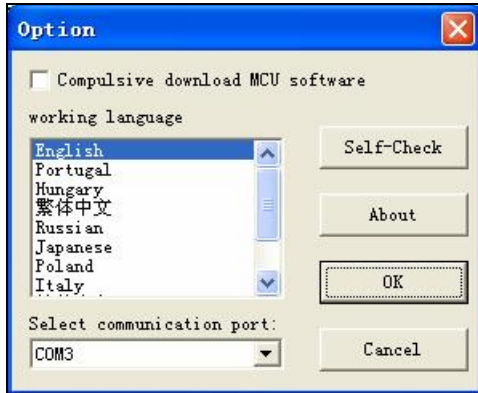 Option
Compulsive download MCU software
working language
English
Portugal
Hungary
繁体中文
Russian
Japanese
Poland
Italy
Self-Check
About
OK
Cancel
Select communication port:
COM3